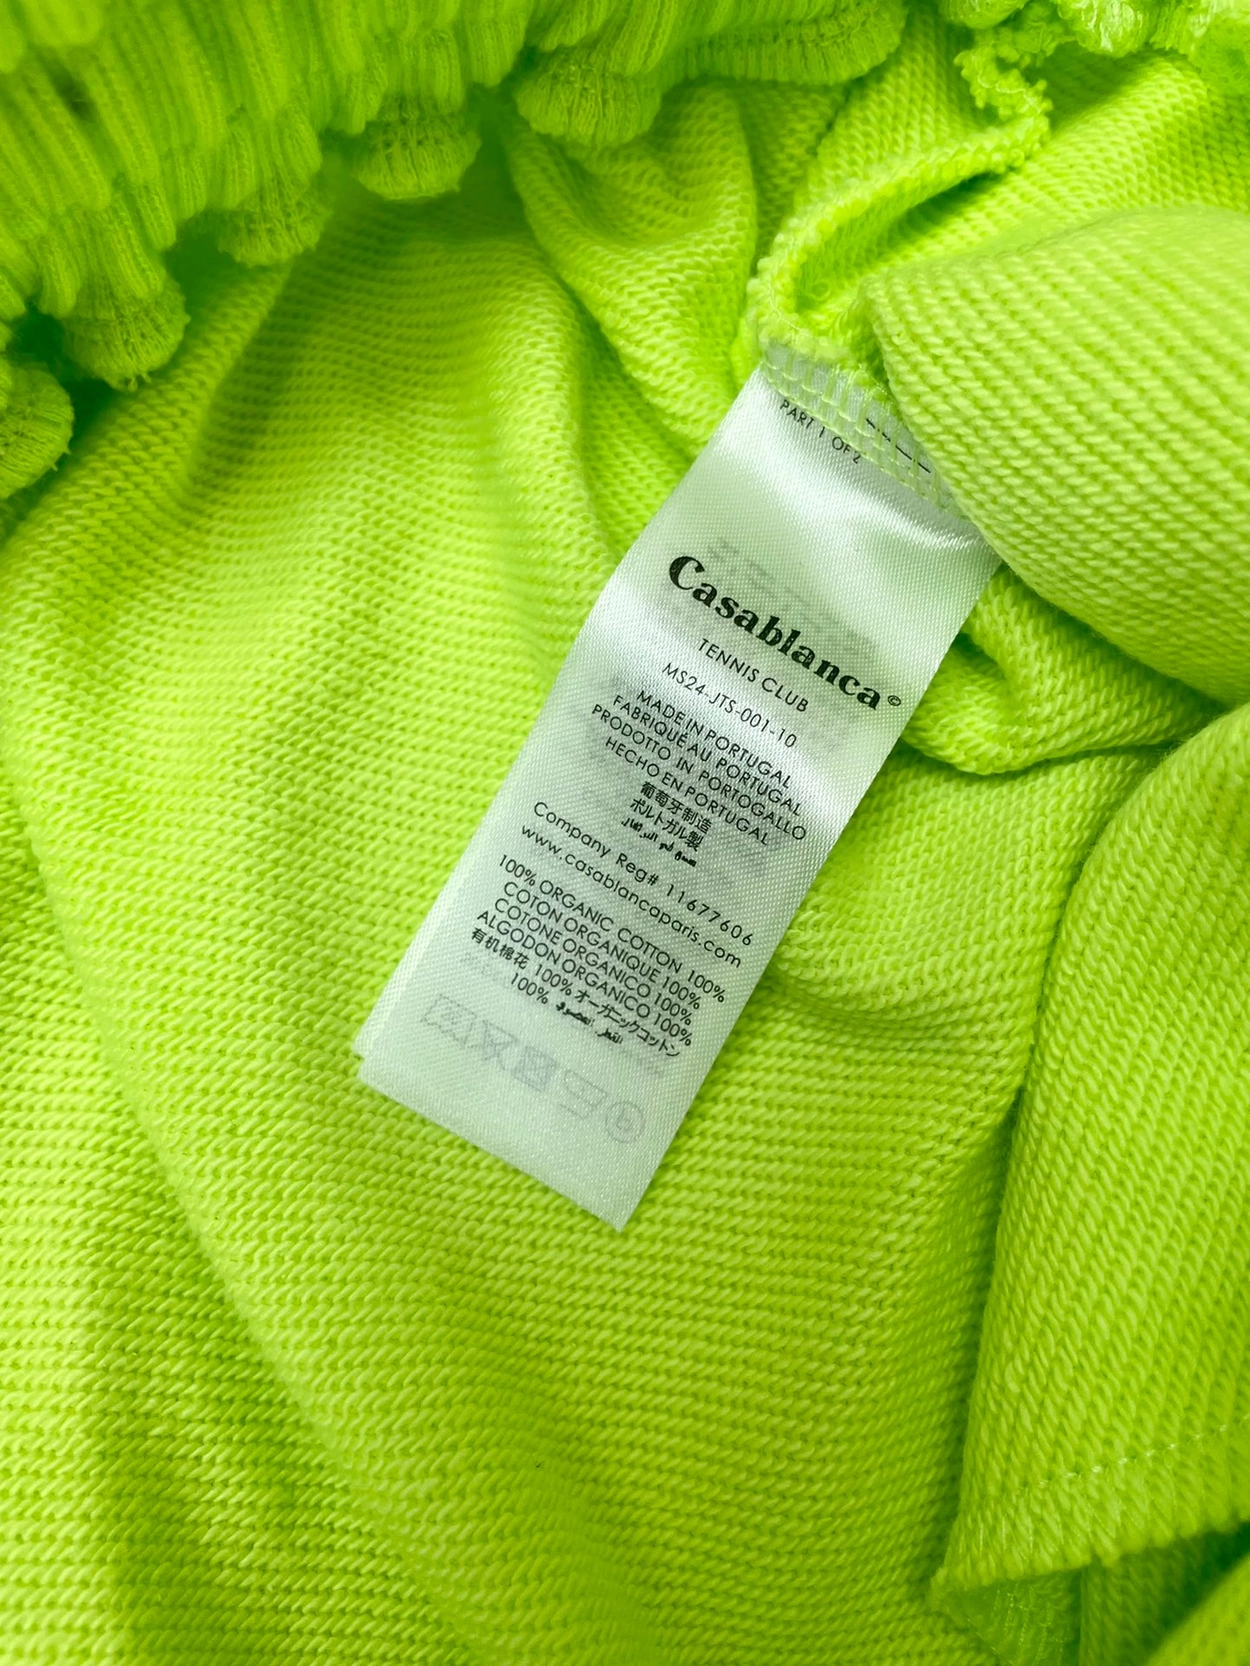 PART 1 OF 2
Casablanca©
TENNIS CLUB
MS24-JTS-001-10
MADE IN PORTUGAL
FABRIQUÉ AU PORTUGAL
PRODOTTO IN PORTOGALLO
HECHO EN PORTUGAL
葡萄牙制造
ポルトガル製
Company Reg# 11677606
www.casablancaparis.com
100% ORGANIC COTTON 100%
COTON ORGANIQUE 100%
COTONE ORGANICO 100%
ALGODON ORGANICO 100%
有机棉花 100% オーガニックコットン
100%